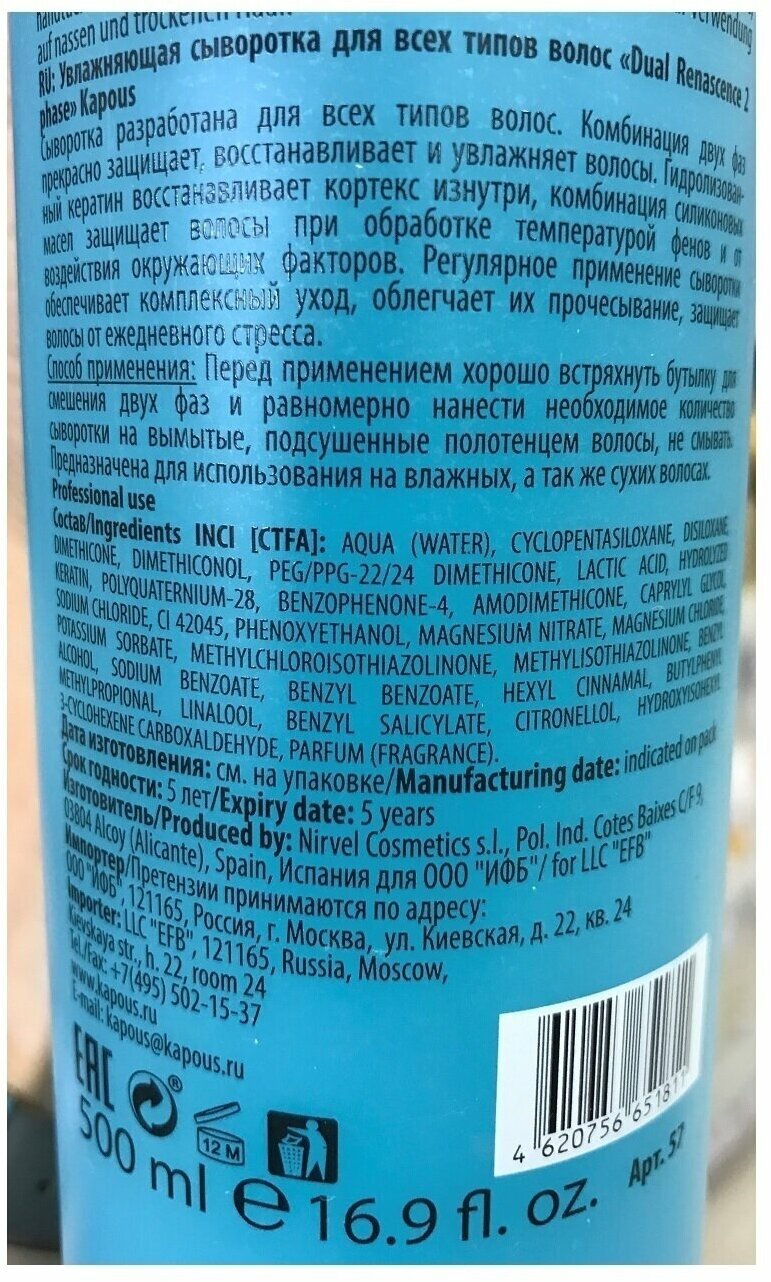 auf nassen und trockenen
Verwendung
RU: Увлажняющая сыворотка для всех типов волос «Dual Renascence 2
phase» Kapous
Сыворотка разработана для всех типов волос. Комбинация двух фаз
прекрасно защищает, восстанавливает и увлажняет волосы. Гидролизован-
ный кератин восстанавливает кортекс изнутри, комбинация силиконовых
масел защищает волосы при обработке температурой фенов и от
воздействия окружающих факторов. Регулярное применение сыворотки
обеспечивает комплексный уход, облегчает их прочесывание, защищает
волосы от ежедневного стресса.
Способ применения: Перед применением хорошо встряхнуть бутылку для
смешения двух фаз и равномерно нанести необходимое количество
сыворотки на вымытые, подсушенные полотенцем волосы, не смывать.
Предназначена для использования на влажных, а так же сухих волосах.
Professional use
Состав/Ingredients INCI [CTFA]: AQUA (WATER), CYCLOPENTASILOXANE, DISILOXANE,
DIMETHICONE, DIMETHICONOL, PEG/PPG-22/24 DIMETHICONE, LACTIC ACID, HYDROLYZED
KERATIN, POLYQUATERNIUM-28, BENZOPHENONE-4, AMODIMETHICONE, CAPRYLYL GLYCOL,
SODIUM CHLORIDE, CI 42045, PHENOXYETHANOL, MAGNESIUM NITRATE, MAGNESIUM CHLORIDE,
POTASSIUM SORBATE, METHYLCHLOROISOTHIAZOLINONE, METHYLISOTHIAZOLINONE, BENZYL
ALCOHOL, SODIUM BENZOATE, BENZYL BENZOATE, HEXYL CINNAMAL, BUTYLPHENYL
METHYLPROPIONAL, LINALOOL, BENZYL SALICYLATE, CITRONELLOL, HYDROXYISOHEXYL
3-CYCLOHEXENE CARBOXALDEHYDE, PARFUM (FRAGRANCE).
Дата изготовления: см. на упаковке/Manufacturing date: indicated on pack
Срок годности: 5 лет/Expiry date: 5 years
Изготовитель/Produced by: Nirvel Cosmetics s.l., Pol. Ind. Cotes Baixes C/F 9,
03804 Alcoy (Alicante), Spain, Испания для ООО "ИФБ"/ for LLC "EFB"
Импортер/Претензии принимаются по адресу:
ООО "ИФБ", 121165, Россия, г. Москва, ул. Киевская, д. 22, кв. 24
Importer: LLC "EFB", 121165, Russia, Moscow,
Kievskaya str., h. 22, room 24
Tel./Fax: +7(495) 502-15-37
www.kapous.ru
E-mail: kapous@kapous.ru
EAC
®
12 M
4 620756 651811
500 ml e 16.9 fl. oz.
Арт. 57